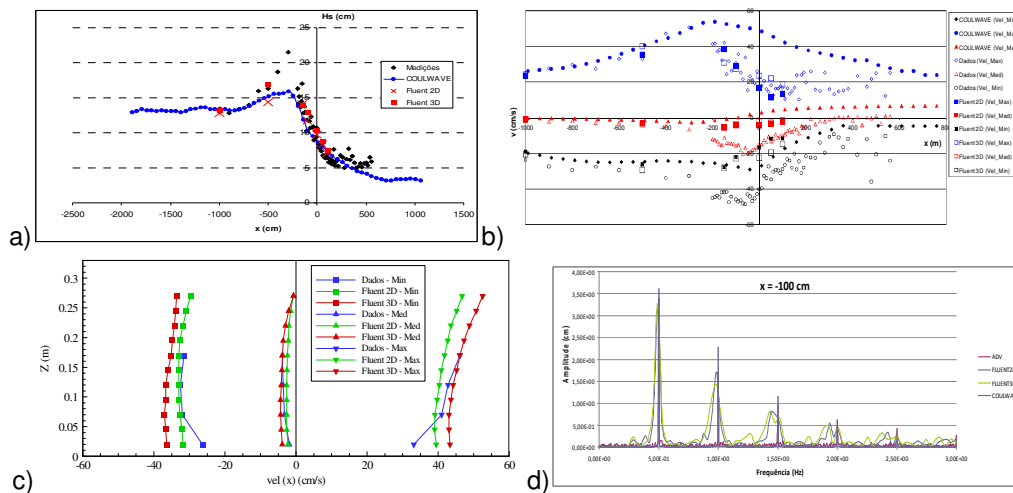 a)
Hs (cm)
25
20
15
10
5
0
-2500
-2000
-1500
-1000
-500
0
500
1000
1500
x (cm)
Medições
COULWAVE
Fluent 2D
Fluent 3D
b)
v (cm/s)
60
40
20
-20
-40
-60
-1000
-800
-600
-400
-200
0
200
400
600
800
x (m)
COULWAVE (Vel_Mi
COULWAVE (Vel_Ma
COULWAVE (Vel_Me
Dados (Vel_Max)
Dados (Vel_Med)
Dados (Vel_Min)
Fluent2D (Vel_Max)
Fluent2D (Vel_Med)
Fluent2D (Vel_Min)
Fluent3D (Vel_Max)
Fluent3D (Vel_Med)
Fluent3D (Vel_Min)
c)
Z (m)
0.3
0.25
0.2
0.15
0.1
0.05
0
-60
-40
-20
0
20
40
60
vel (x) (cm/s)
Dados - Min
Fluent 2D - Min
Fluent 3D - Min
Dados - Med
Fluent 2D - Med
Fluent 3D - Med
Dados - Max
Fluent 2D - Max
Fluent 3D - Max
d)
x = -100 cm
Amplitude (cm)
4,00E+00
3,50E+00
3,00E+00
2,50E+00
2,00E+00
1,50E+00
1,00E+00
5,00E-01
0,00E+00
0,00E+00
5,00E-01
1,00E+00
1,50E+00
2,00E+00
2,50E+00
3,00E+00
Frequência (Hz)
ADV
FLUENT2
FLUENT3
COULWA